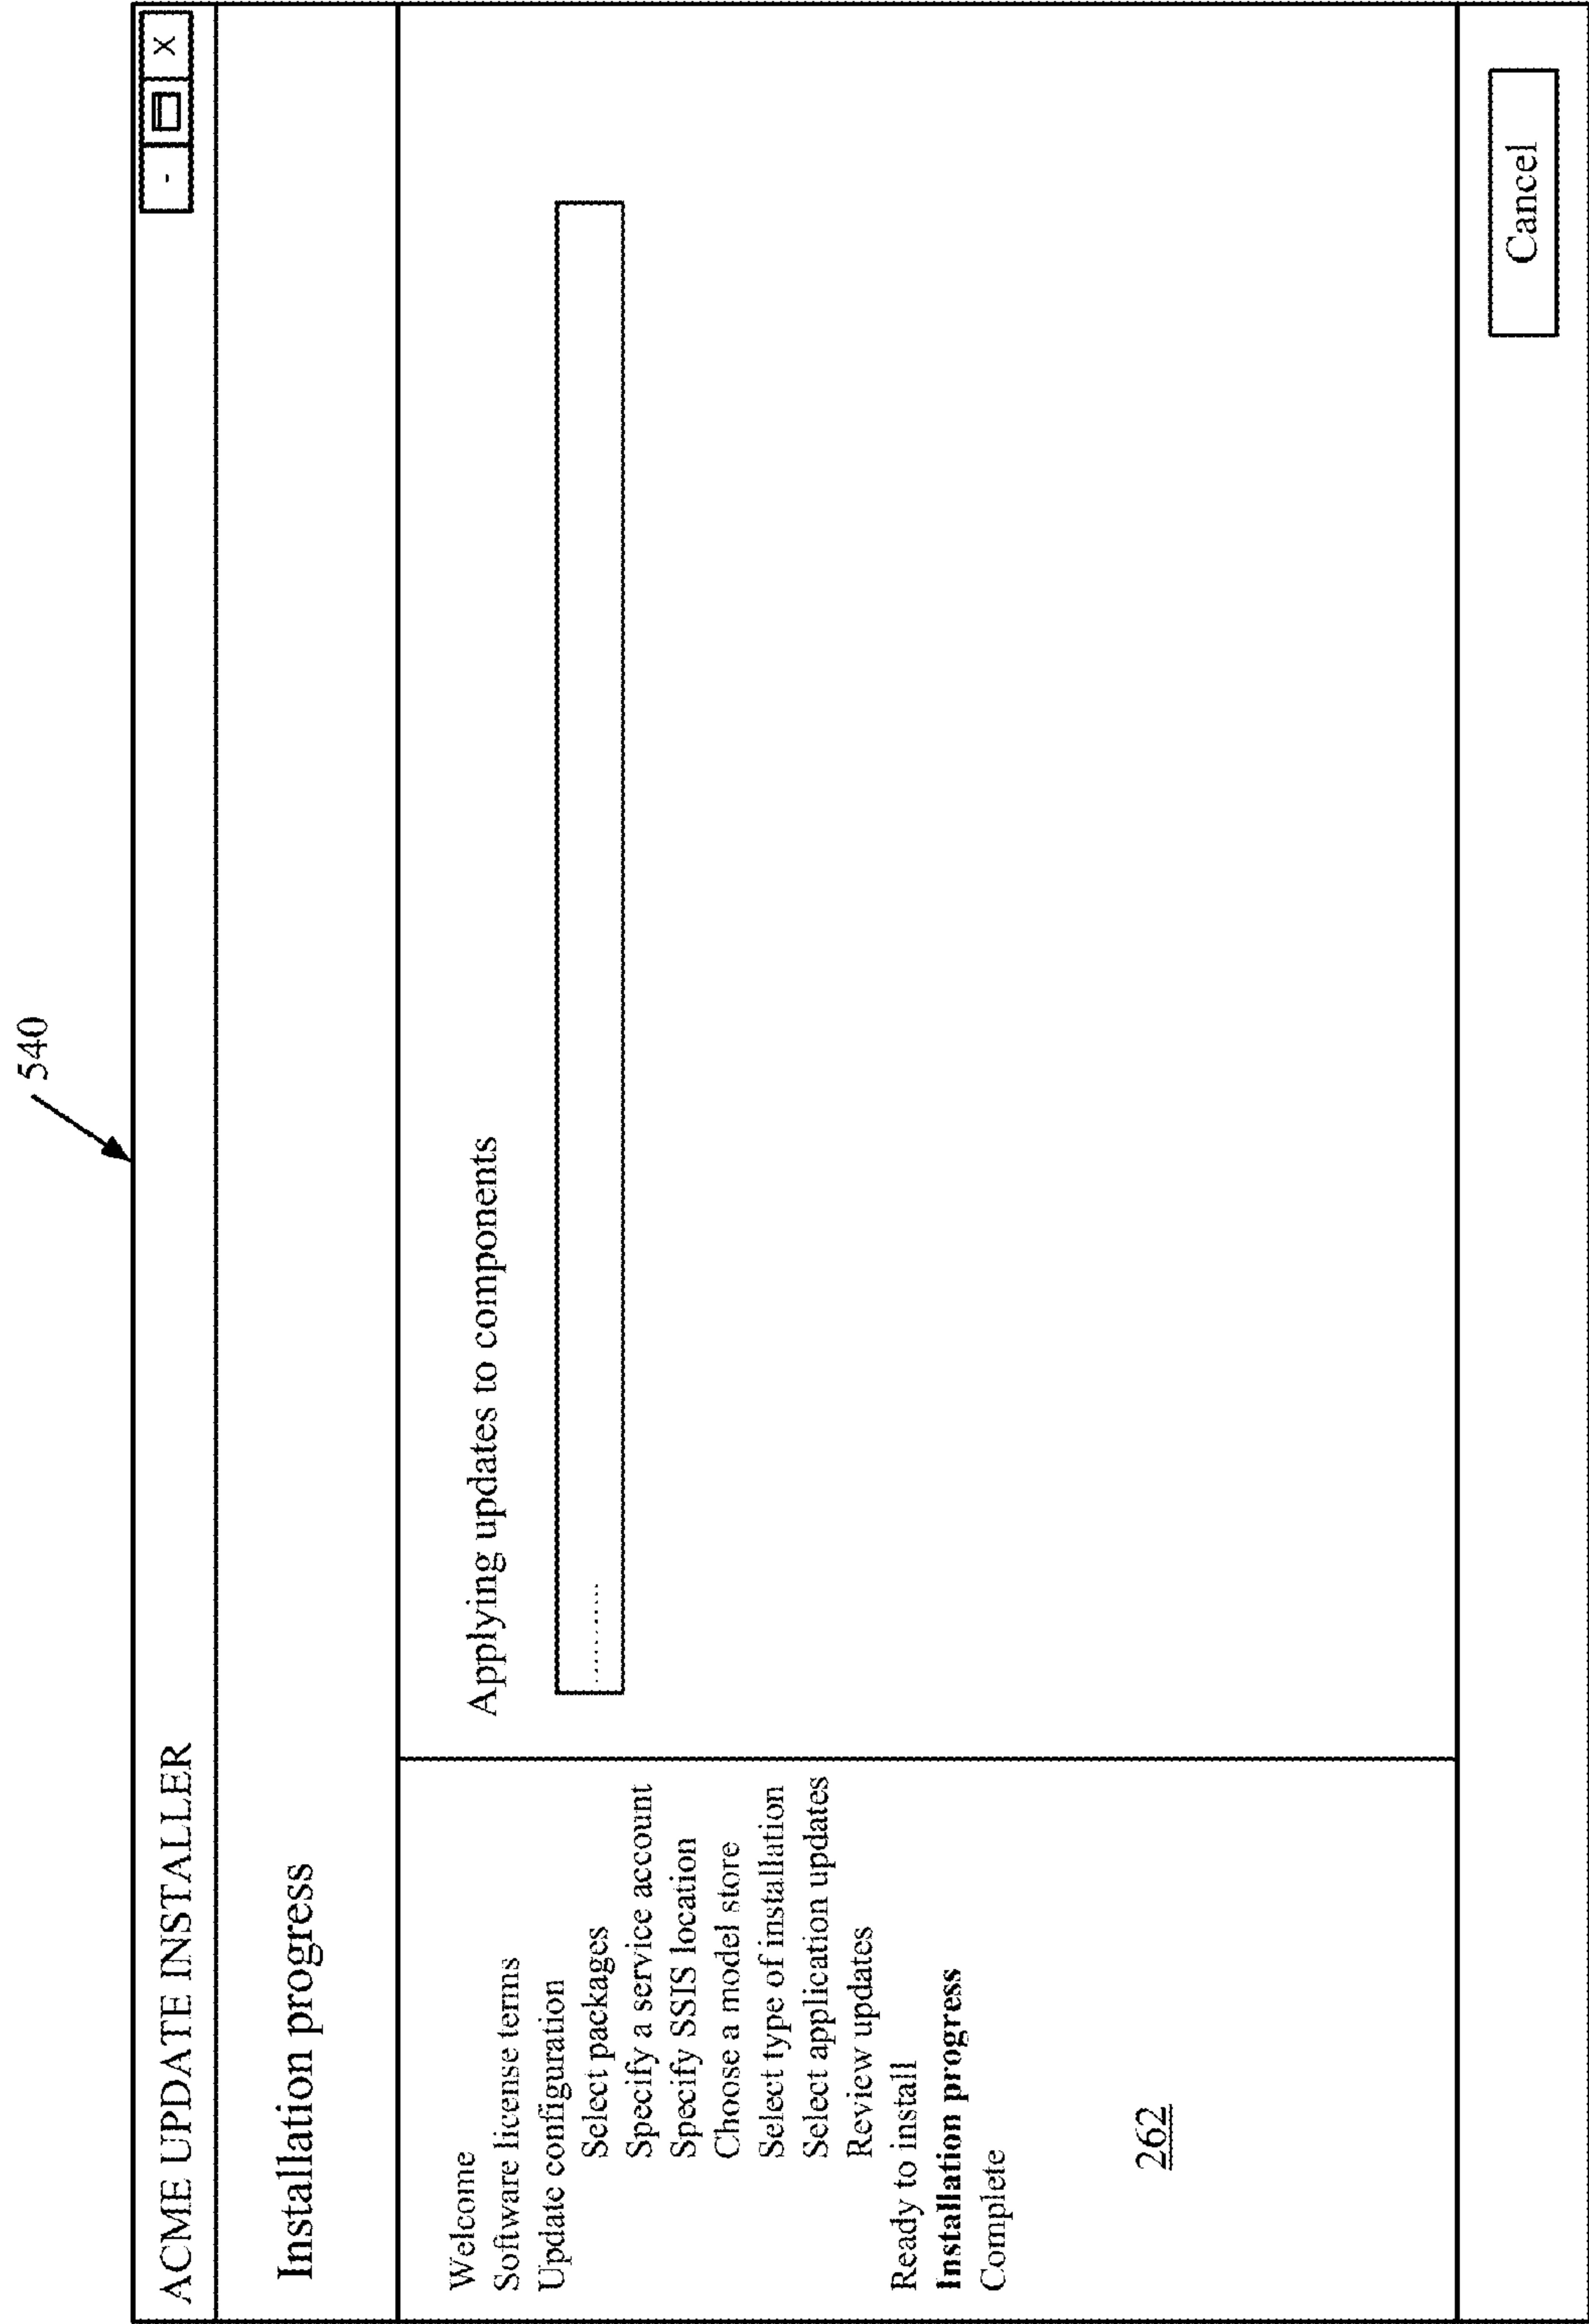 540
ACME UPDATE INSTALLER
- X
Installation progress
Welcome
Software license terms
Update configuration
Select packages
Specify a service account
Specify SSIS location
Choose a model store
Select type of installation
Select application updates
Review updates
Ready to install
Installation progress
Complete
262
Applying updates to components
..........
Cancel